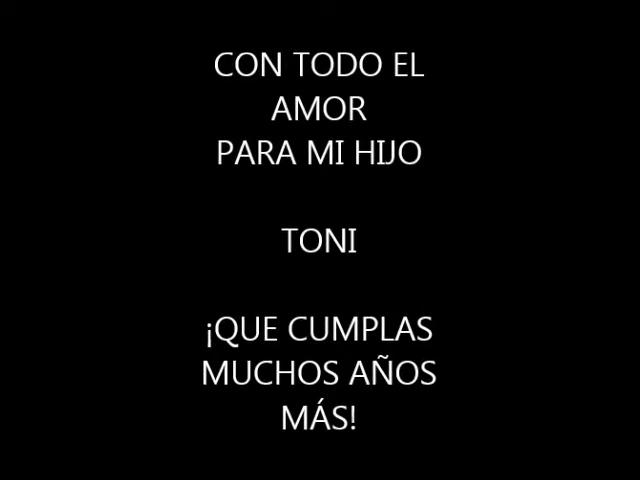 CON TODO EL
AMOR
PARA MI HIJO
TONI
¡QUE CUMPLAS
MUCHOS AÑOS
MÁS!